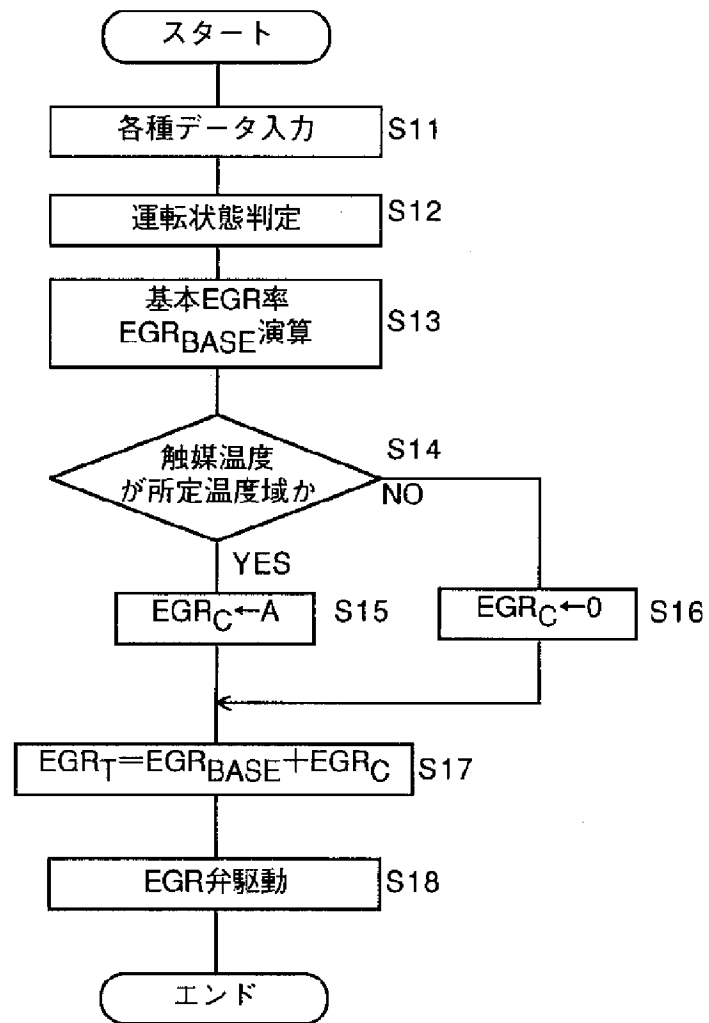 スタート
各種データ入力
S11
運転状態判定
S12
基本EGR率
EGRBASE演算
S13
触媒温度
が所定温度域か
S14
NO
YES
EGRC←A
S15
EGRC←0
S16
EGRT=EGRBASE+EGRC
S17
EGR弁駆動
S18
エンド